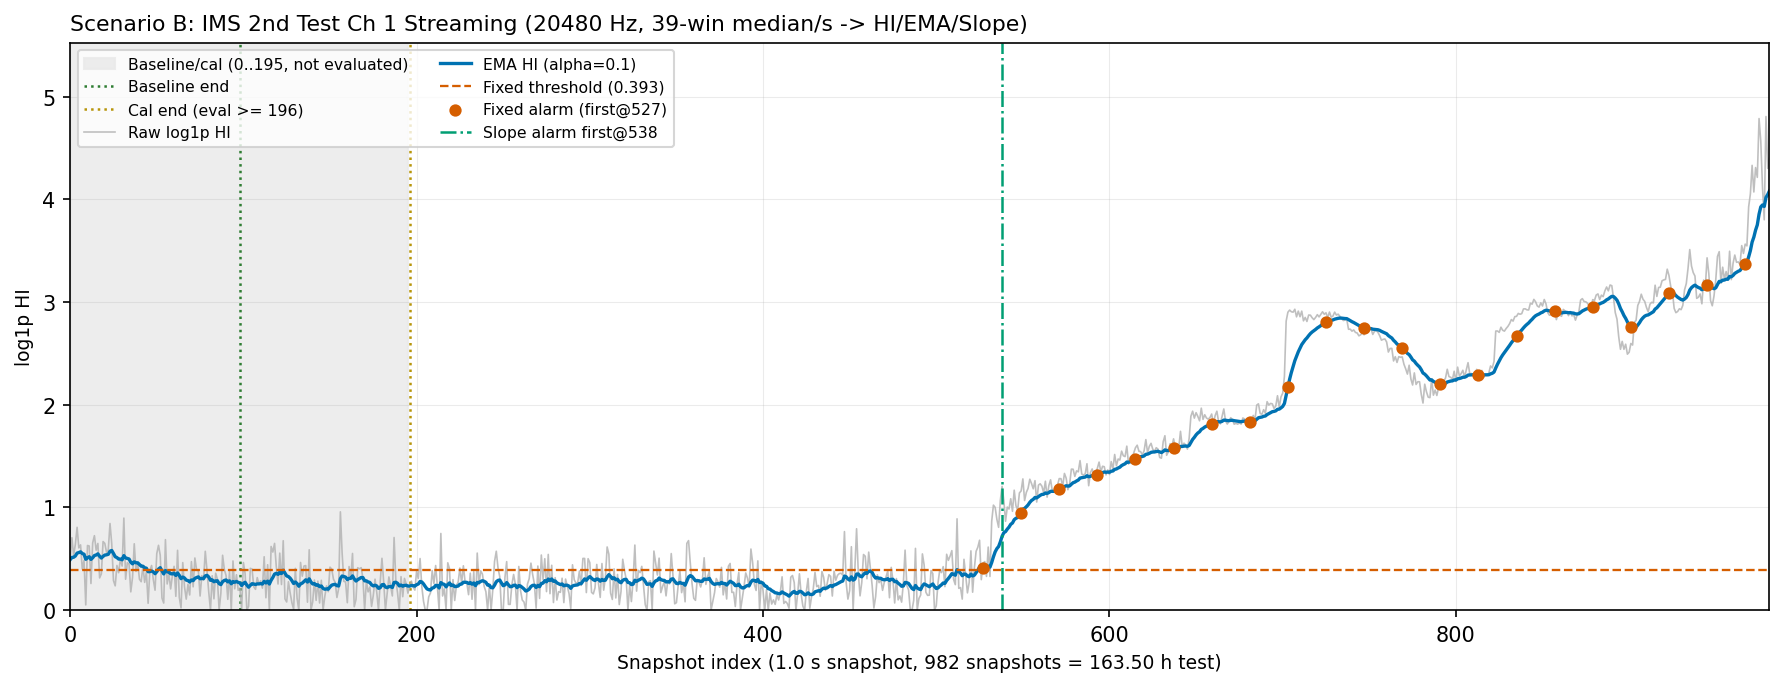 Scenario B: IMS 2nd Test Ch 1 Streaming (20480 Hz, 39-win median/s -> HI/EMA/Slope)
Baseline/cal (0..195, not evaluated)
Baseline end
Cal end (eval >= 196)
Raw log1p HI
EMA HI (alpha=0.1)
Fixed threshold (0.393)
Fixed alarm (first@527)
Slope alarm first@538
log1p HI
5
4
3
2
1
0
0 200 400 600 800
Snapshot index (1.0 s snapshot, 982 snapshots = 163.50 h test)